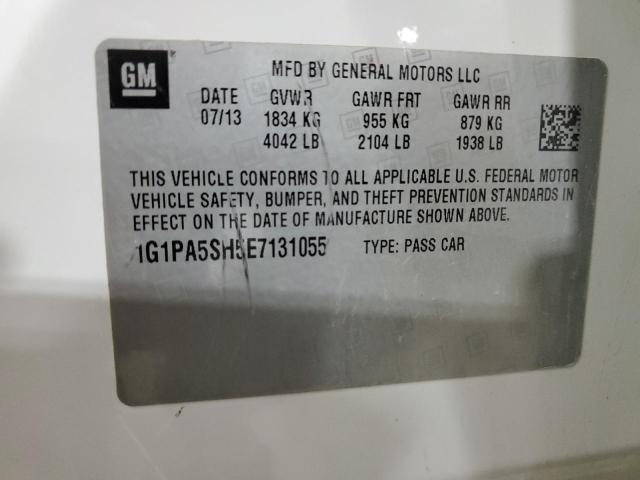 GM
MFD BY GENERAL MOTORS LLC
DATE GVWR GAWR FRT GAWR RR
07/13 1834 KG 955 KG 879 KG
4042 LB 2104 LB 1938 LB
THIS VEHICLE CONFORMS TO ALL APPLICABLE U.S. FEDERAL MOTOR
VEHICLE SAFETY, BUMPER, AND THEFT PREVENTION STANDARDS IN
EFFECT ON THE DATE OF MANUFACTURE SHOWN ABOVE.
1G1PA5SH5E7131055 TYPE: PASS CAR